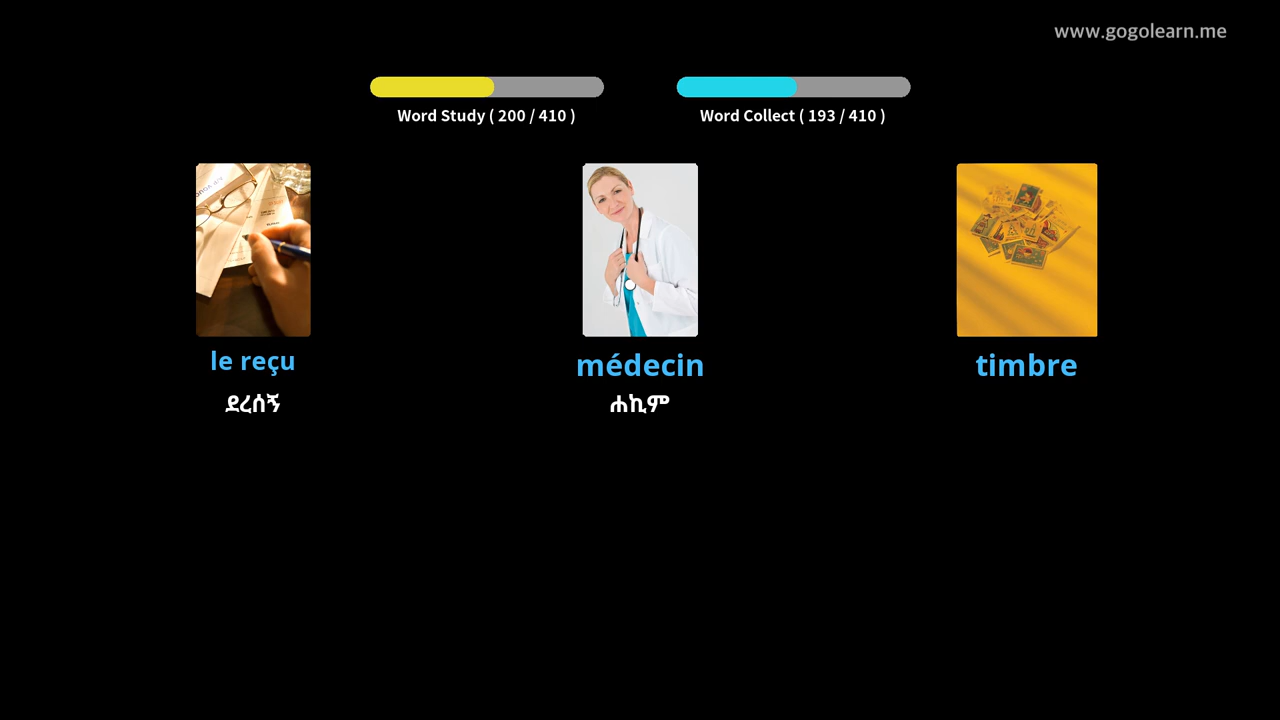 www.gogolearn.me
Word Study ( 200 / 410 )
Word Collect ( 193 / 410 )
le reçu
médecin
timbre
ደረሰኝ
ሐኪም